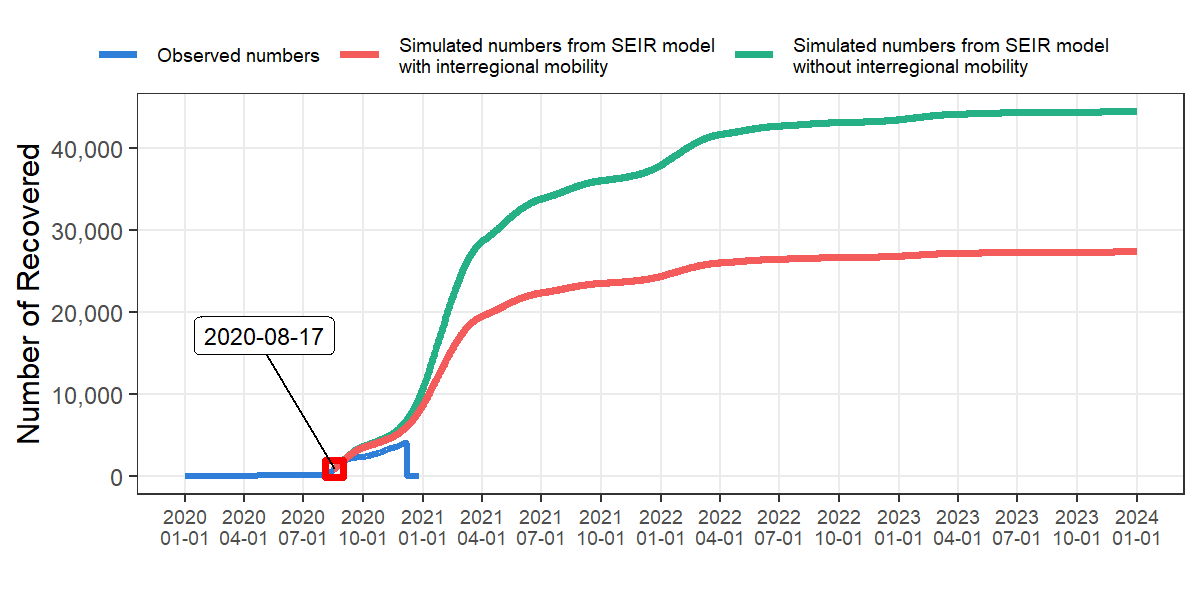 Observed numbers
Simulated numbers from SEIR model
with interregional mobility
Simulated numbers from SEIR model
without interregional mobility
Number of Recovered
40,000
30,000
20,000
10,000
0
2020-08-17
2020 2020 2020 2020 2021 2021 2021 2021 2022 2022 2022 2022 2023 2023 2023 2023 2024
01-01 04-01 07-01 10-01 01-01 04-01 07-01 10-01 01-01 04-01 07-01 10-01 01-01 04-01 07-01 10-01 01-01